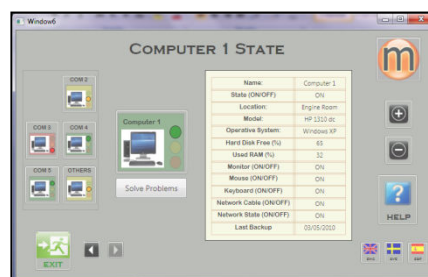 Window6
COMPUTER 1 STATE
COM 2
COM 3
COM 4
COM 5
OTHERS
Computer 1
Solve Problems
Name: Computer 1
State (ON/OFF) ON
Location: Engine Room
Model: HP 1310 dc
Operative System: Windows XP
Hard Disk Free (%) 65
Used RAM (%) 32
Monitor (ON/OFF) ON
Mouse (ON/OFF) ON
Keyboard (ON/OFF) ON
Network Cable (ON/OFF) ON
Network State (ON/OFF) ON
Last Backup 03/05/2010
m
?
HELP
EXIT